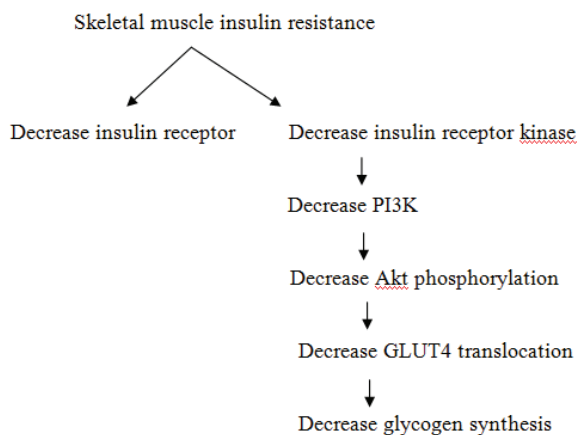 Skeletal muscle insulin resistance
Decrease insulin receptor
Decrease insulin receptor kinase
Decrease PI3K
Decrease Akt phosphorylation
Decrease GLUT4 translocation
Decrease glycogen synthesis